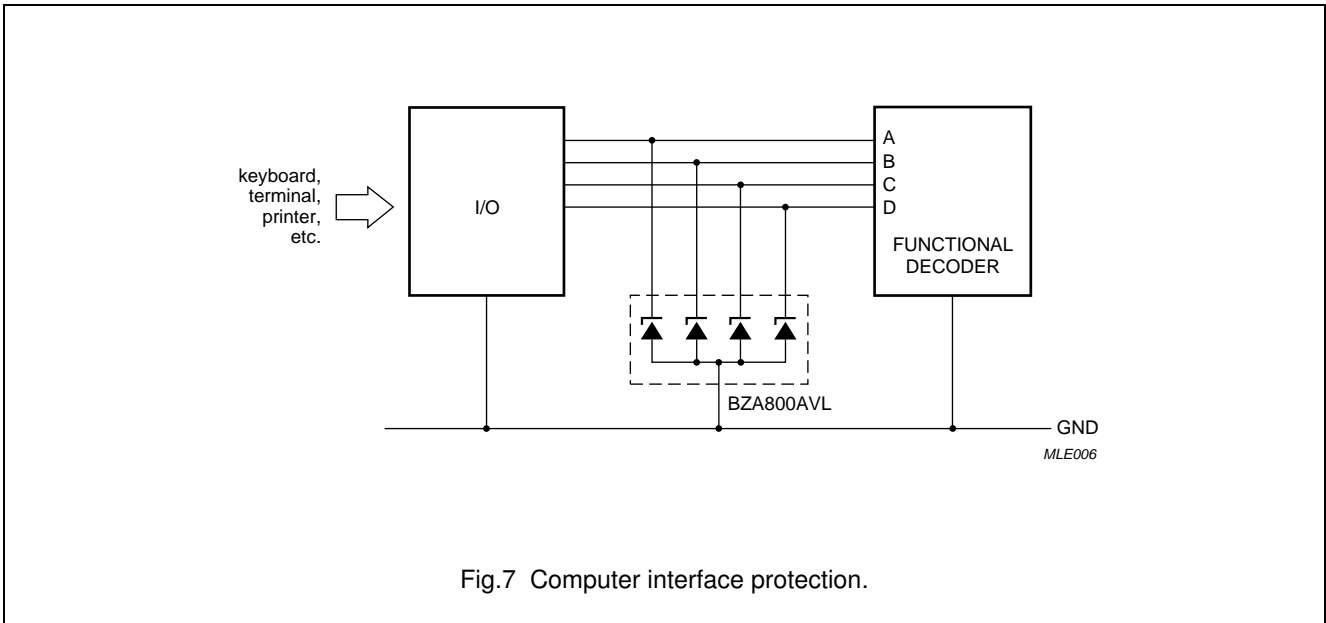 keyboard,
terminal,
printer,
etc.
I/O
A
B
C
D
FUNCTIONAL
DECODER
BZA800AVL
GND
MLE006
Fig.7 Computer interface protection.